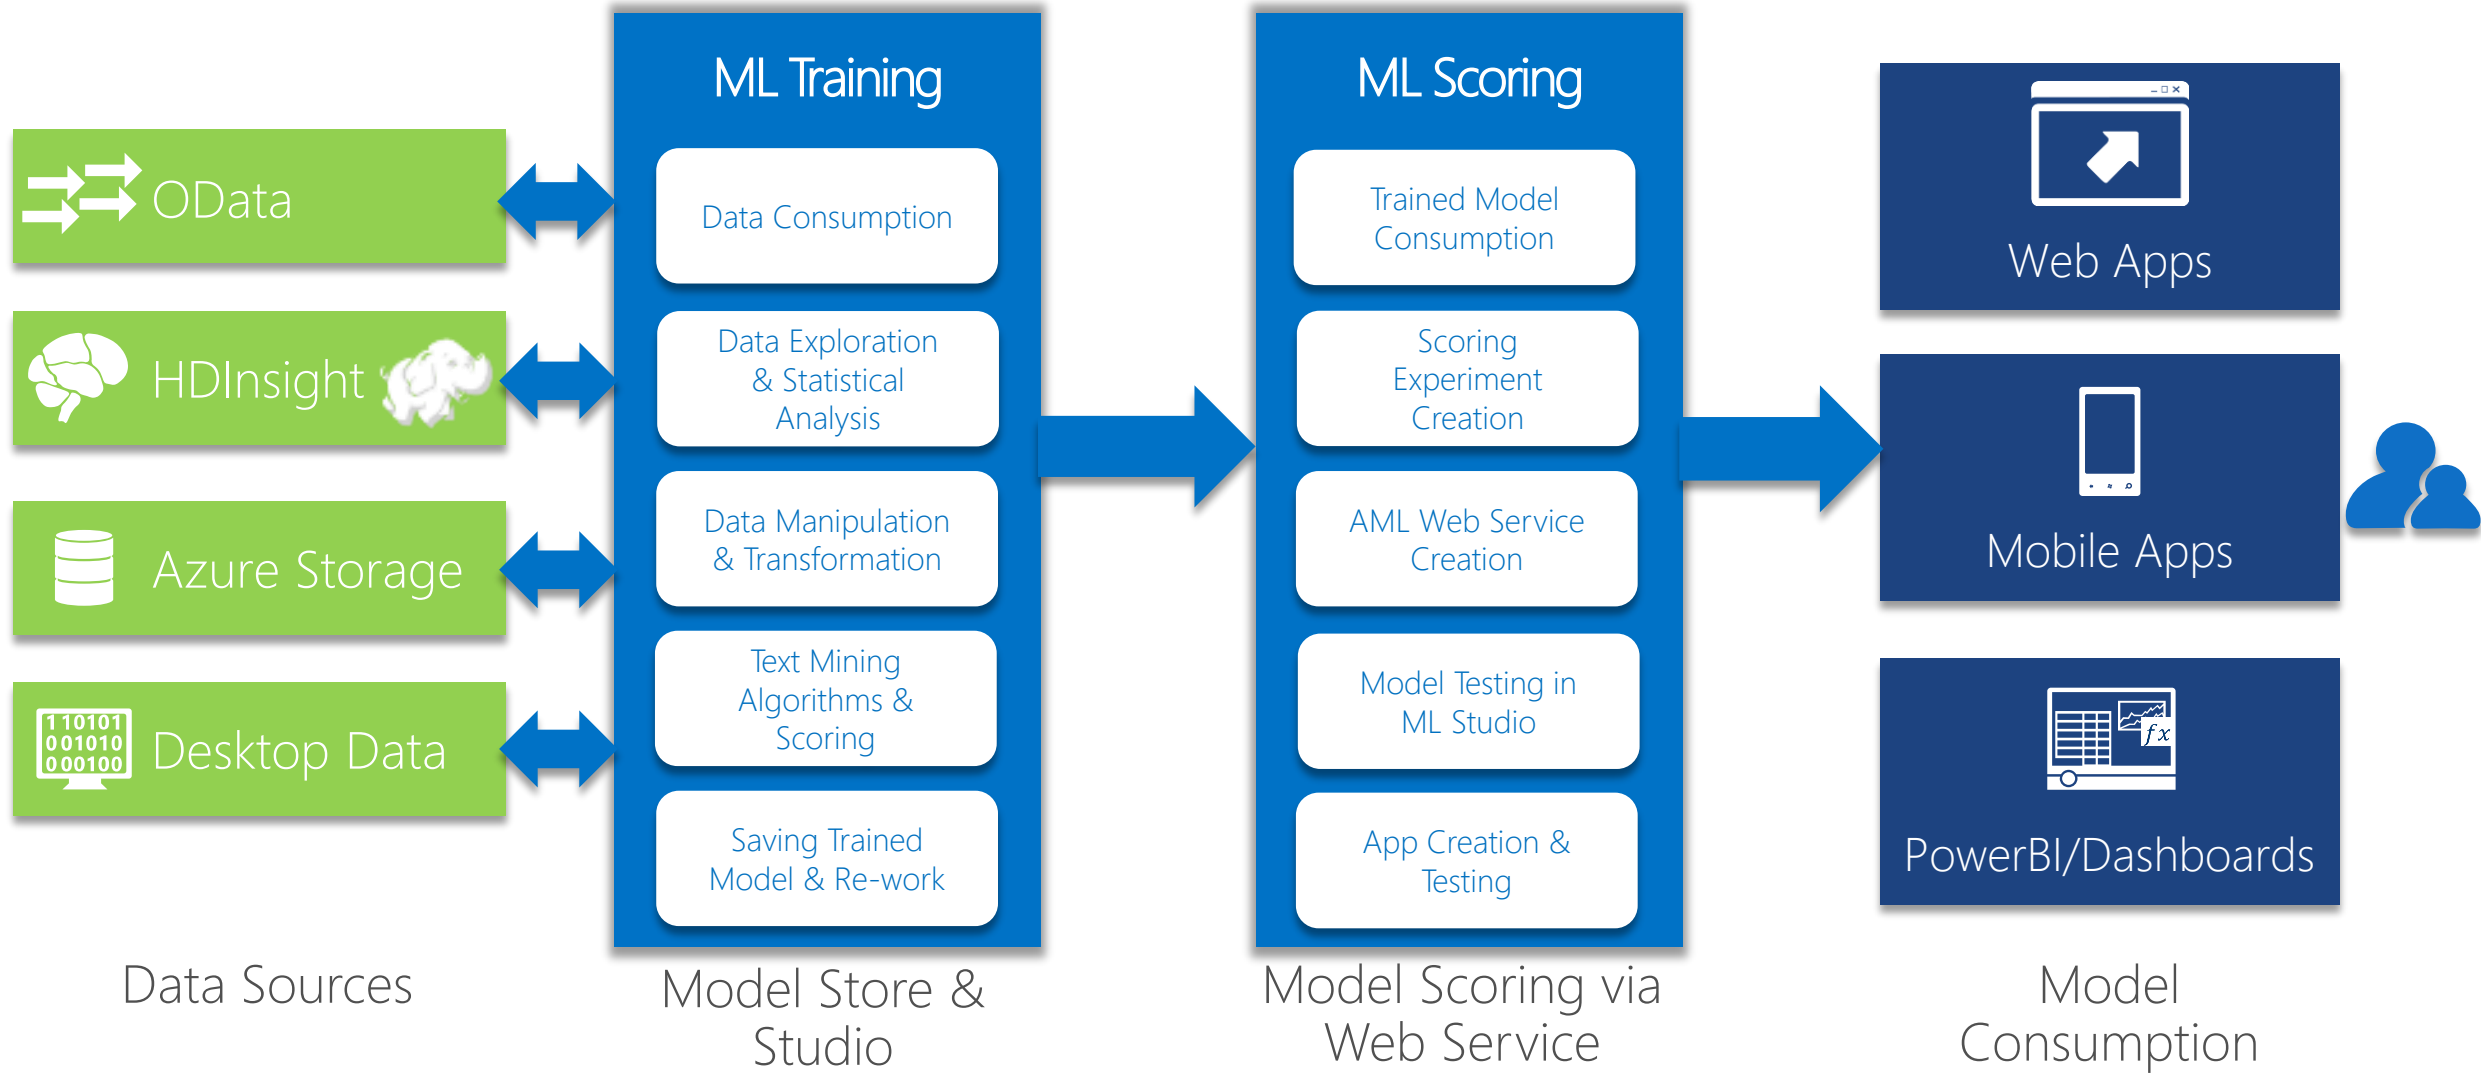 OData
HDInsight
Azure Storage
110101
001010
000100
Desktop Data
Data Sources
ML Training
Data Consumption
Data Exploration
& Statistical
Analysis
Data Manipulation
& Transformation
Text Mining
Algorithms &
Scoring
Saving Trained
Model & Re-work
Model Store &
Studio
ML Scoring
Trained Model
Consumption
Scoring
Experiment
Creation
AML Web Service
Creation
Model Testing in
ML Studio
App Creation &
Testing
Model Scoring via
Web Service
Web Apps
Mobile Apps
fx
PowerBI/Dashboards
Model
Consumption